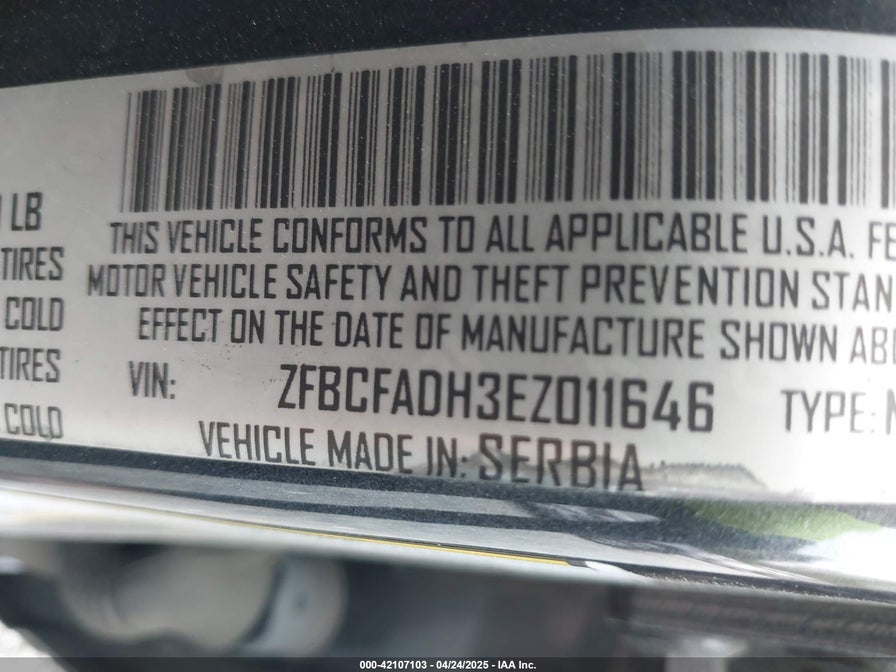 LB
THIS VEHICLE CONFORMS TO ALL APPLICABLE U.S.A.
TIRES
MOTOR VEHICLE SAFETY AND THEFT PREVENTION
COLD
EFFECT ON THE DATE OF MANUFACTURE SHOWN
TIRES
VIN: ZFBCFADH3EZ011646 TYPE:
COLD
VEHICLE MADE IN: SERBIA
000-42107103 - 04/24/2025 - IAA Inc.